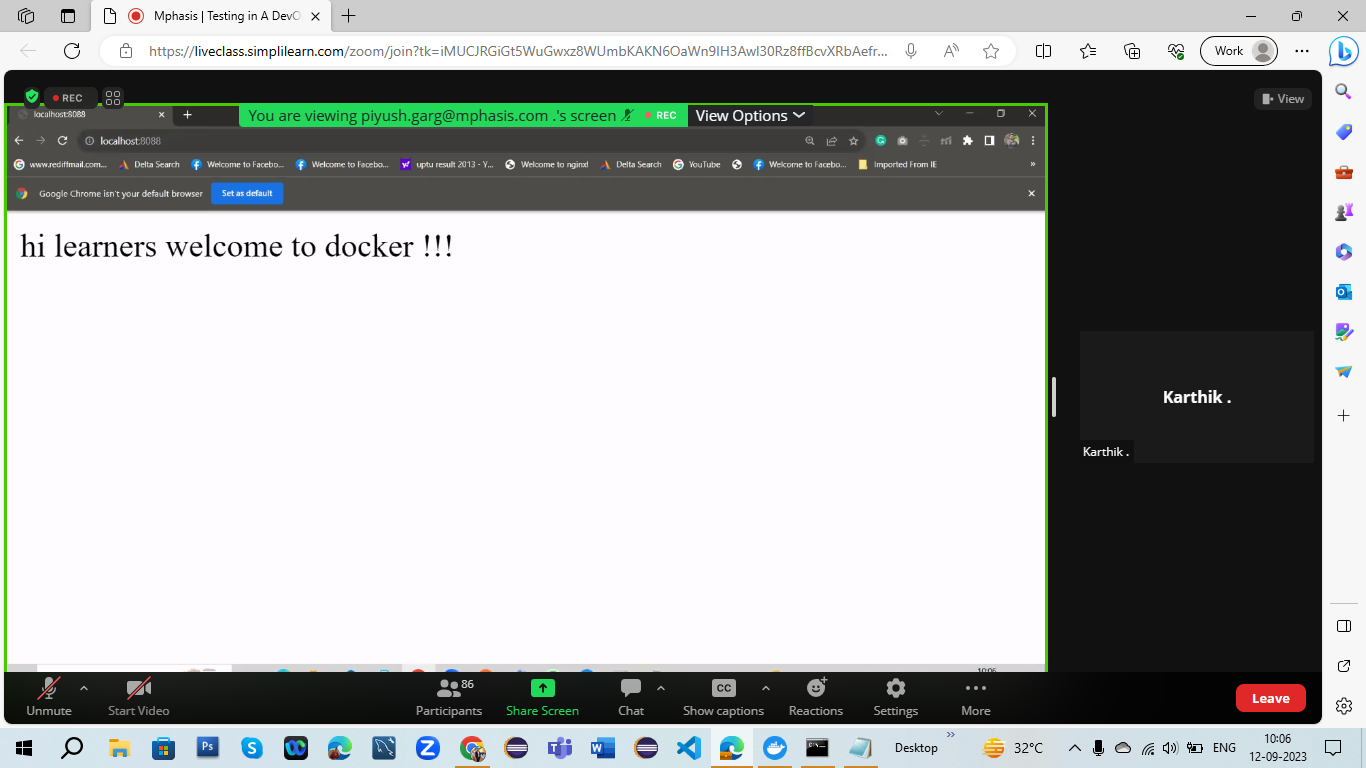 Mphasis | Testing in A DevO
https://liveclass.simplilearn.com/zoom/join?tk=iMUCJRGiGt5WuGwxz8WUmbKAKN6OaWn9IH3Awl30Rz8ffBcvXRbAefr...
Work
REC
View
localhost:8088
You are viewing piyush.garg@mphasis.com .'s screen
REC
View Options
localhost:8088
www.rediffmail.com...
Delta Search
Welcome to Facebo...
Welcome to Facebo...
uptu result 2013 - Y...
Welcome to nginx!
Delta Search
YouTube
Welcome to Facebo...
Imported From IE
»
Google Chrome isn't your default browser
Set as default
hi learners welcome to docker !!!
Karthik .
Karthik .
10:06
Unmute
Start Video
86
Participants
Share Screen
Chat
CC
Show captions
Reactions
Settings
More
Leave
Ps
Desktop
»
32°C
ENG
10:06
12-09-2023